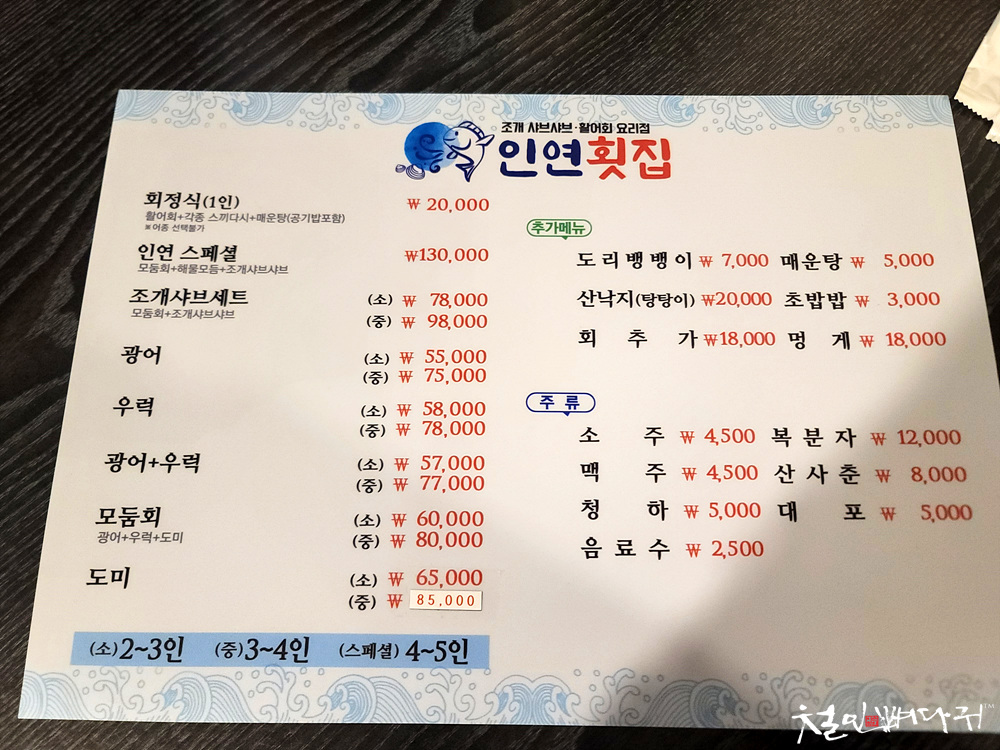 조개 샤브샤브·활어회 요리점
인연횟집
회정식(1인) ₩ 20,000
활어회+각종 스끼다시+매운탕(공기밥포함)
※어종 선택불가
인연 스페셜 ₩130,000
모둠회+해물모듬+조개샤브샤브
조개샤브세트 (소) ₩ 78,000
모둠회+조개샤브샤브
(중) ₩ 98,000
광어 (소) ₩ 55,000
(중) ₩ 75,000
우럭 (소) ₩ 58,000
(중) ₩ 78,000
광어+우럭 (소) ₩ 57,000
(중) ₩ 77,000
모둠회 (소) ₩ 60,000
광어+우럭+도미
(중) ₩ 80,000
도미 (소) ₩ 65,000
(중) ₩ 85,000
(소)2~3인 (중)3~4인 (스페셜) 4~5인
추가메뉴
도리뱅뱅이 ₩ 7,000 매운탕 ₩ 5,000
산낙지(탕탕이) ₩20,000 초밥밥 ₩ 3,000
회 추 가 ₩18,000 멍 게 ₩ 18,000
주 류
소 주 ₩ 4,500 복분자 ₩ 12,000
맥 주 ₩ 4,500 산사춘 ₩ 8,000
청 하 ₩ 5,000 대 포 ₩ 5,000
음료수 ₩ 2,500
철인뼈다귀 TM